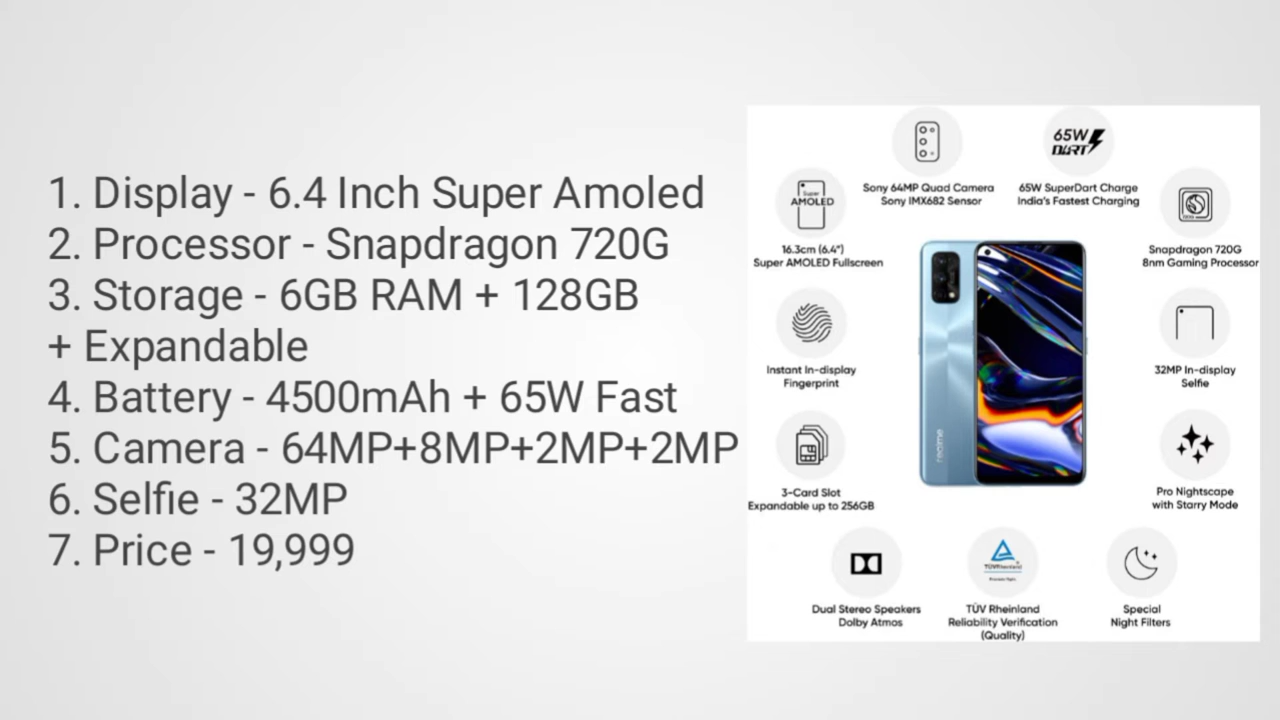 1. Display - 6.4 Inch Super Amoled
2. Processor - Snapdragon 720G
3. Storage - 6GB RAM + 128GB
+ Expandable
4. Battery - 4500mAh + 65W Fast
5. Camera - 64MP+8MP+2MP+2MP
6. Selfie - 32MP
7. Price - 19,999
Sony 64MP Quad Camera
Sony IMX682 Sensor
65W
DART
65W SuperDart Charge
India's Fastest Charging
Super
AMOLED
16.3cm (6.4")
Super AMOLED Fullscreen
Snapdragon 720G
8nm Gaming Processor
Instant In-display
Fingerprint
32MP In-display
Selfie
3-Card Slot
Expandable up to 256GB
Pro Nightscape
with Starry Mode
realme
Dual Stereo Speakers
Dolby Atmos
TÜVRheinland
TÜV Rheinland
Reliability Verification
(Quality)
Special
Night Filters